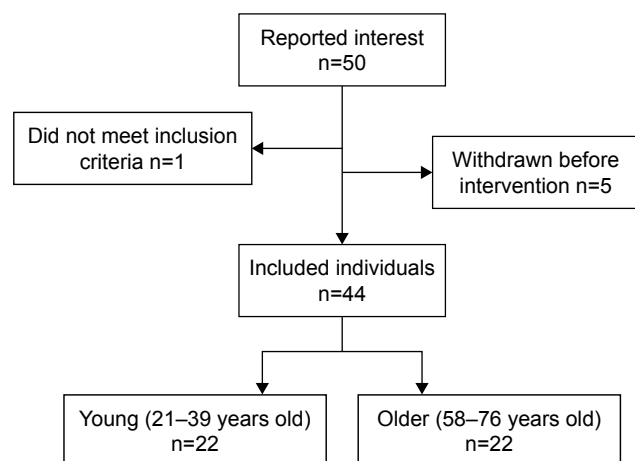 Reported interest
n=50
Did not meet inclusion
criteria n=1
Withdrawn before
intervention n=5
Included individuals
n=44
Young (21–39 years old)
n=22
Older (58–76 years old)
n=22